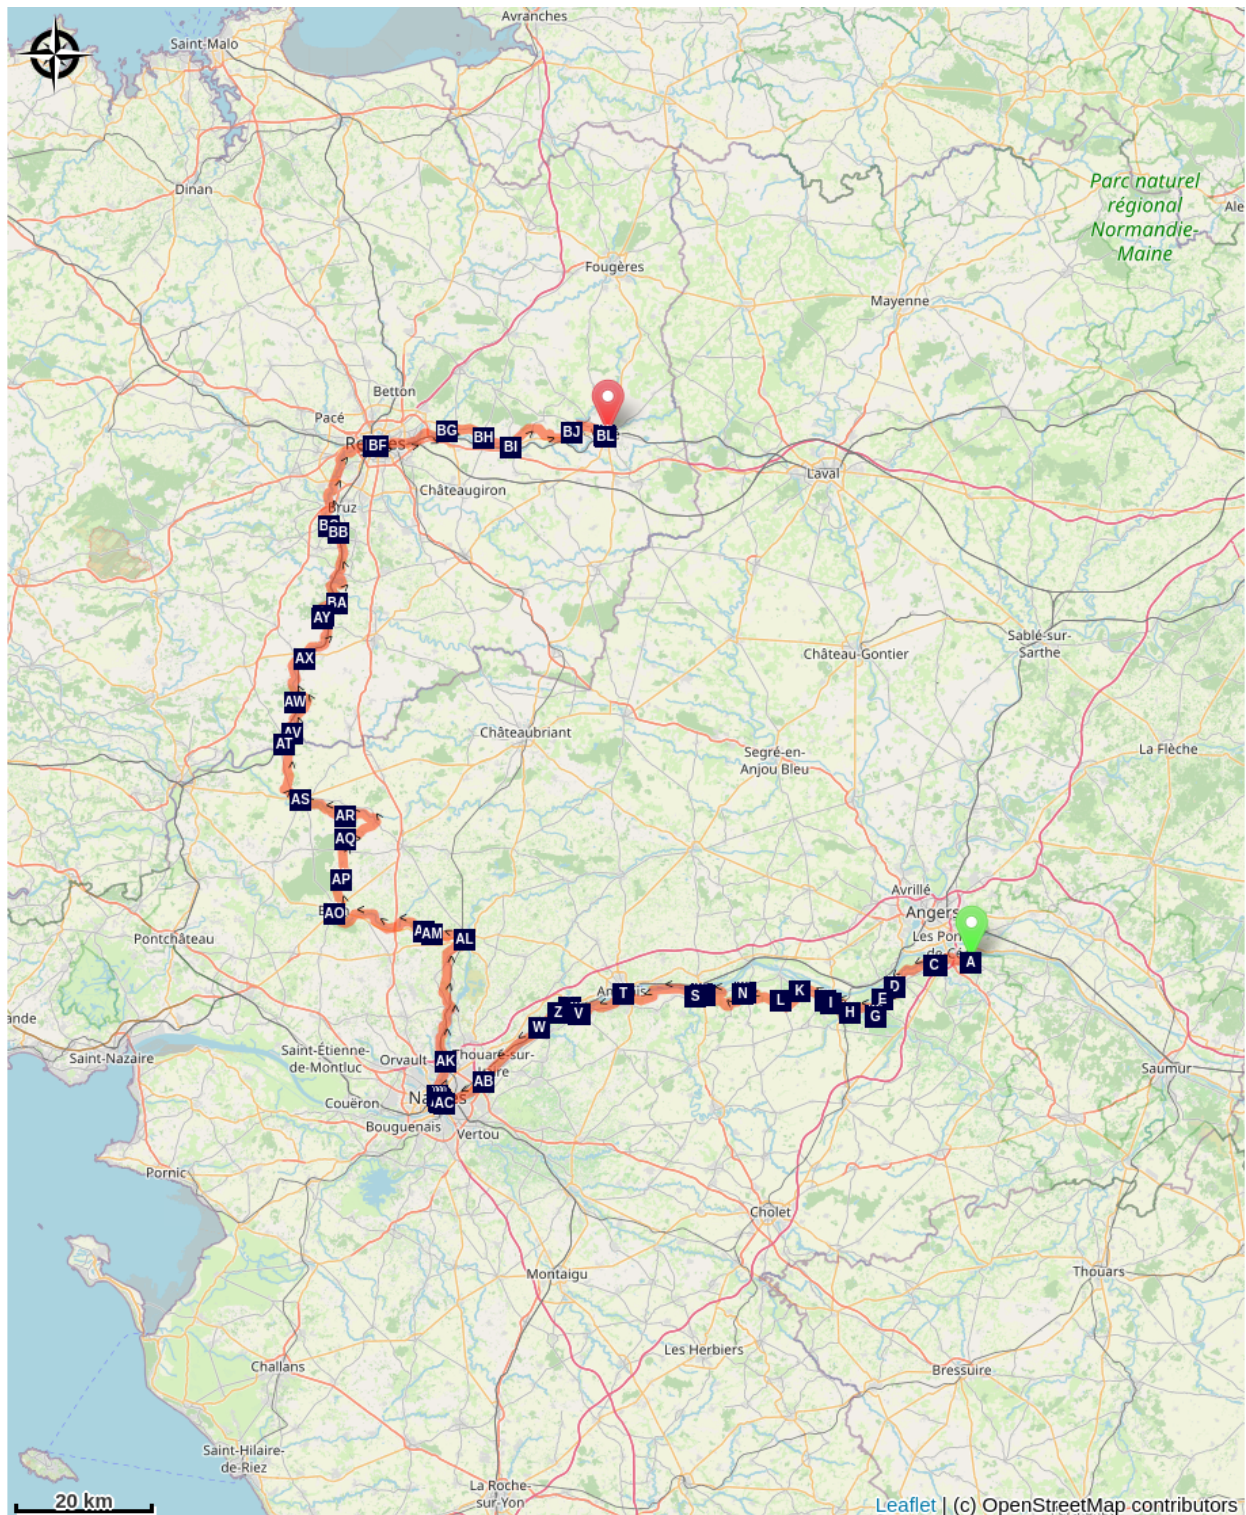 Avranches
Saint-Malo
Dinan
Parc naturel
régional
Normandie-
Maine
Fougères
Mayenne
Betton
Pacé
BG
BH
BI
BJ
BL
BF
Laval
Châteaugiron
Bruz
BB
BA
AY
Sablé-sur-
Sarthe
Château-Gontier
AX
AW
AV
AT
Châteaubriant
La Flèche
Segré-en-
Anjou Bleu
AS
AR
AQ
AP
Avrillé
Angers
AO
AM
AL
Pontchâteau
C
A
D
E
G
H
I
K
L
N
S
T
Z
V
W
Saint-Nazaire
Saint-Étienne-
de-Montluc
Orvault
AK
Thouaré-sur-
AB
Saumur
Couëron
AC
Bouguenais
Vertou
Pornic
Cholet
Montaigu
Thouars
Les Herbiers
Challans
Bressuire
Saint-Hilaire-
de-Riez
La Roche-
sur-Yon
20 km
Leaflet | (c) OpenStreetMap contributors